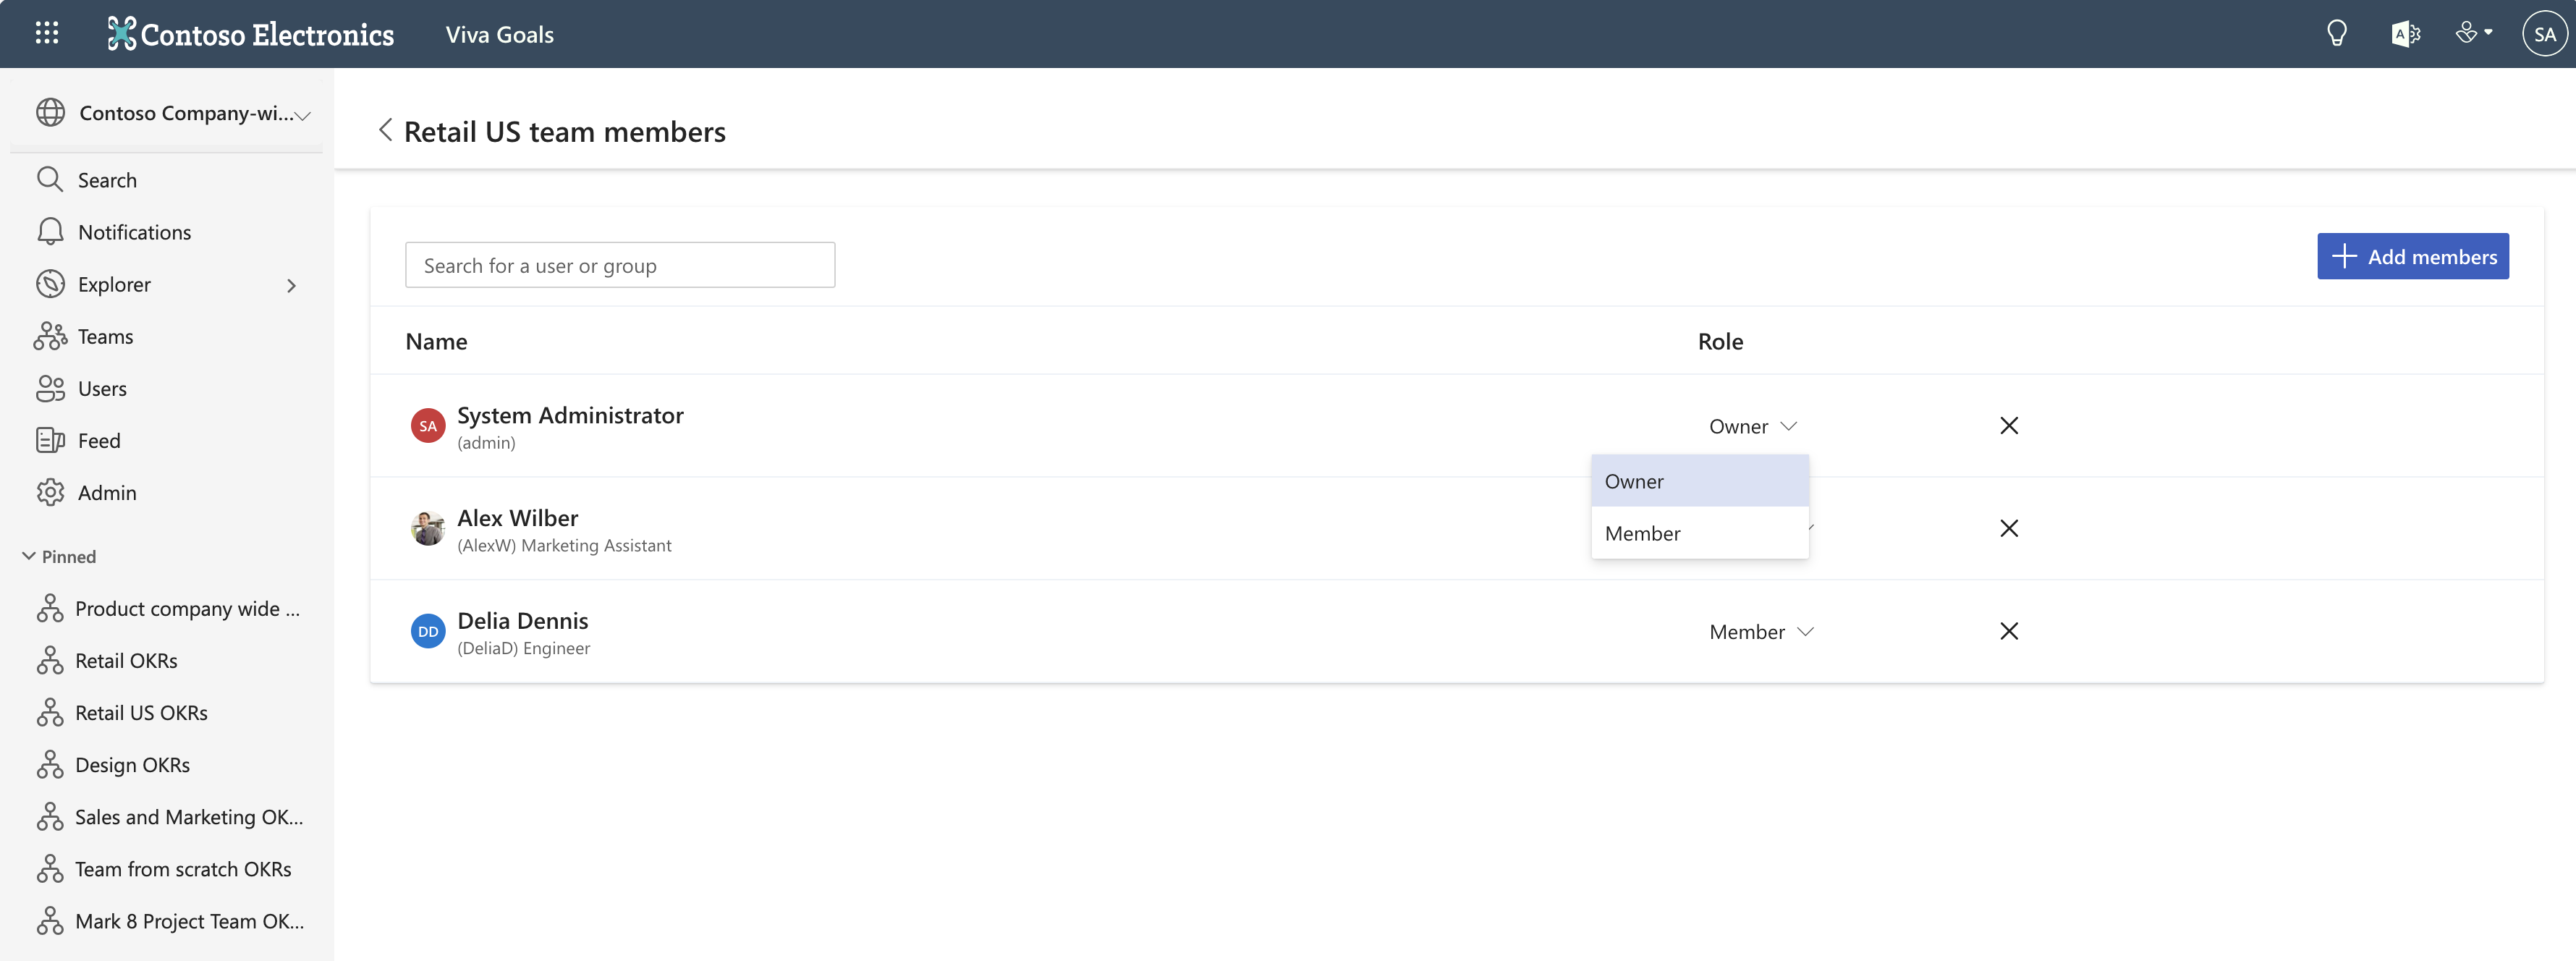 Contoso Electronics
Viva Goals
A
SA
Contoso Company-wi...
Search
Notifications
Explorer
Teams
Users
Feed
Admin
Pinned
Product company wide ...
Retail OKRs
Retail US OKRs
Design OKRs
Sales and Marketing OK...
Team from scratch OKRs
Mark 8 Project Team OK...
Retail US team members
Search for a user or group
Add members
Name Role
SA System Administrator
(admin)
Owner
Owner
Member
Alex Wilber
(AlexW) Marketing Assistant
DD Delia Dennis
(DeliaD) Engineer
Member